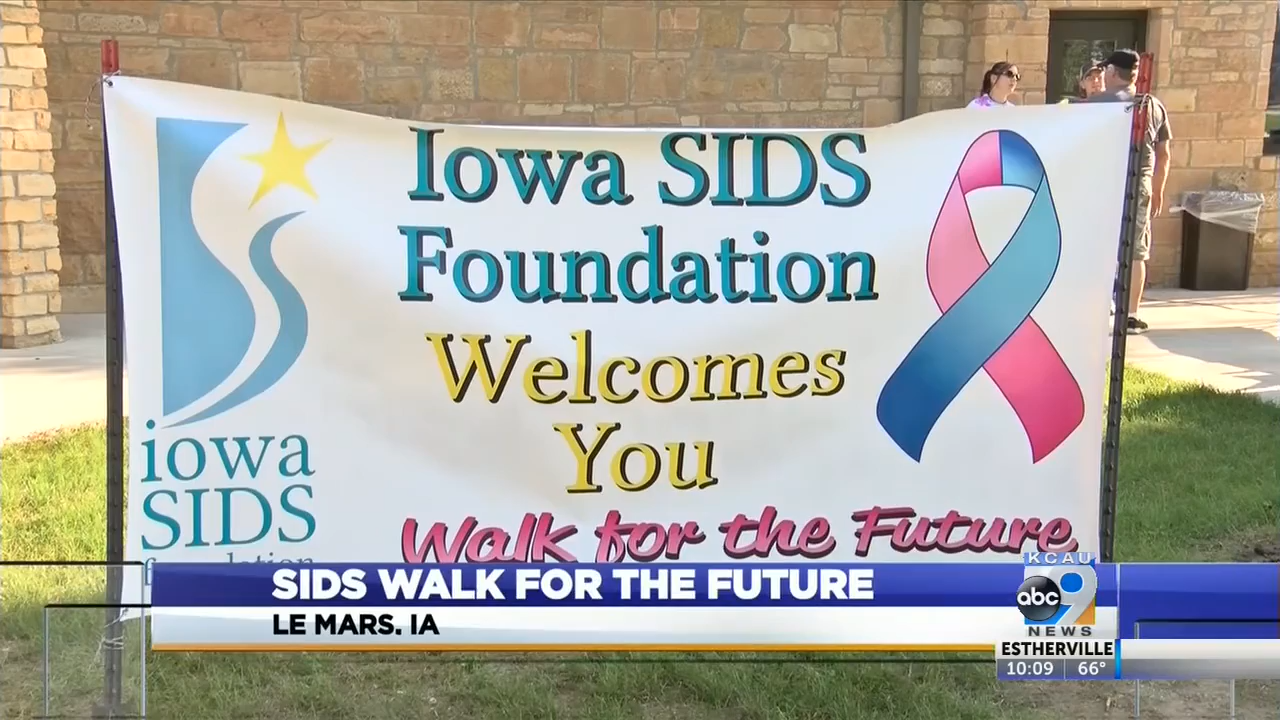 Iowa SIDS
Foundation
Welcomes
You
Walk for the Future
iowa
SIDS
SIDS WALK FOR THE FUTURE
LE MARS, IA
KCAU
abc 9
NEWS
ESTHERVILLE
10:09 66°